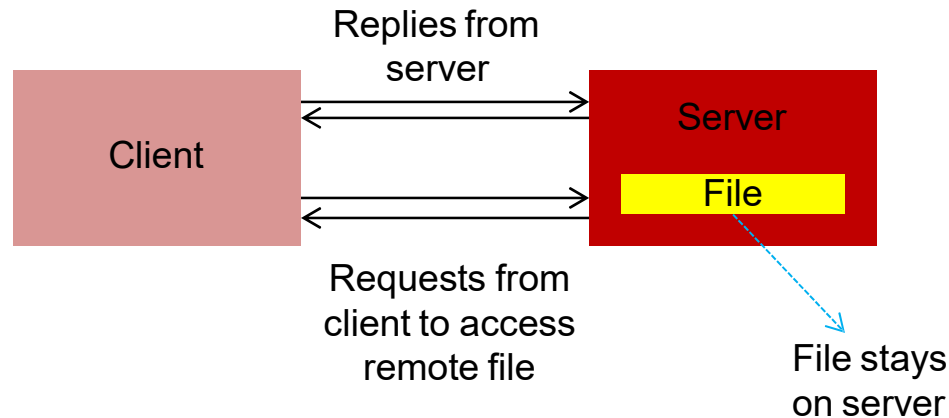 Replies from
server
Client
Server
File
Requests from
client to access
remote file
File stays
on server